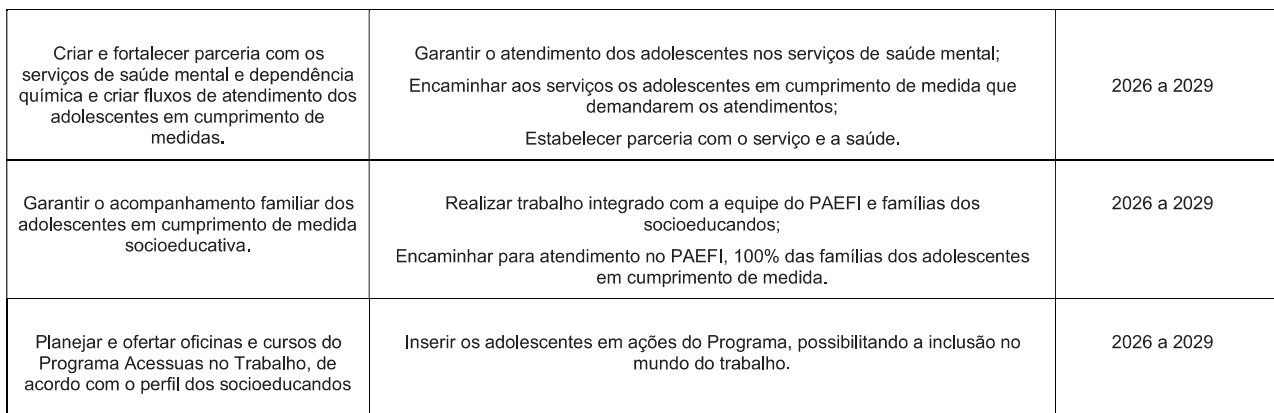 Criar e fortalecer parceria com os
serviços de saúde mental e dependência
química e criar fluxos de atendimento dos
adolescentes em cumprimento de
medidas.
Garantir o atendimento dos adolescentes nos serviços de saúde mental;
Encaminhar aos serviços os adolescentes em cumprimento de medida que
demandarem os atendimentos;
Estabelecer parceria com o serviço e a saúde.
2026 a 2029
Garantir o acompanhamento familiar dos
adolescentes em cumprimento de medida
socioeducativa.
Realizar trabalho integrado com a equipe do PAEFI e famílias dos
socioeducandos;
Encaminhar para atendimento no PAEFI, 100% das famílias dos adolescentes
em cumprimento de medida.
2026 a 2029
Planejar e ofertar oficinas e cursos do
Programa Acessuas no Trabalho, de
acordo com o perfil dos socioeducandos
Inserir os adolescentes em ações do Programa, possibilitando a inclusão no
mundo do trabalho.
2026 a 2029